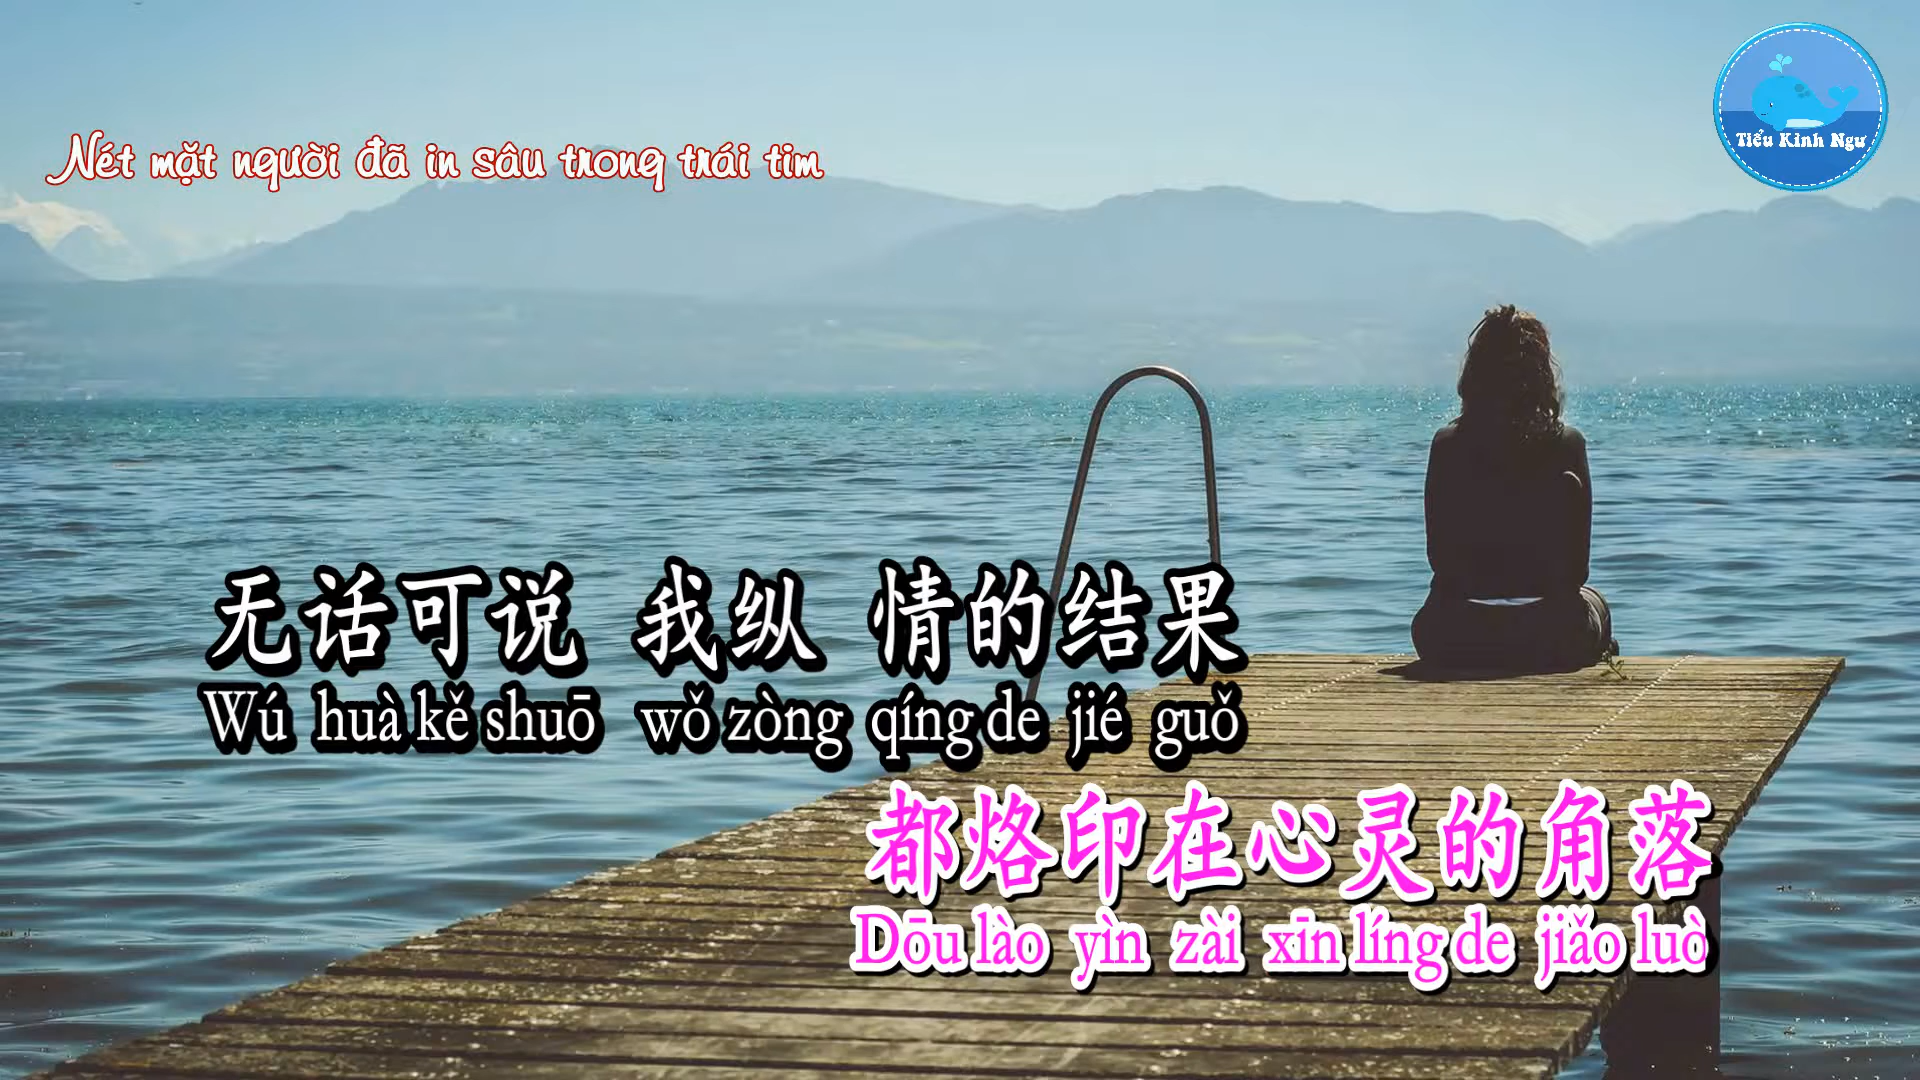 Tiểu Kình Ngư
Nét mặt người đã in sâu trong trái tim
无话可说 我纵 情的结果
Wú huà kě shuō wǒ zòng qíng de jié guǒ
都烙印在心灵的角落
Dōu lào yìn zài xīn líng de jiǎo luò